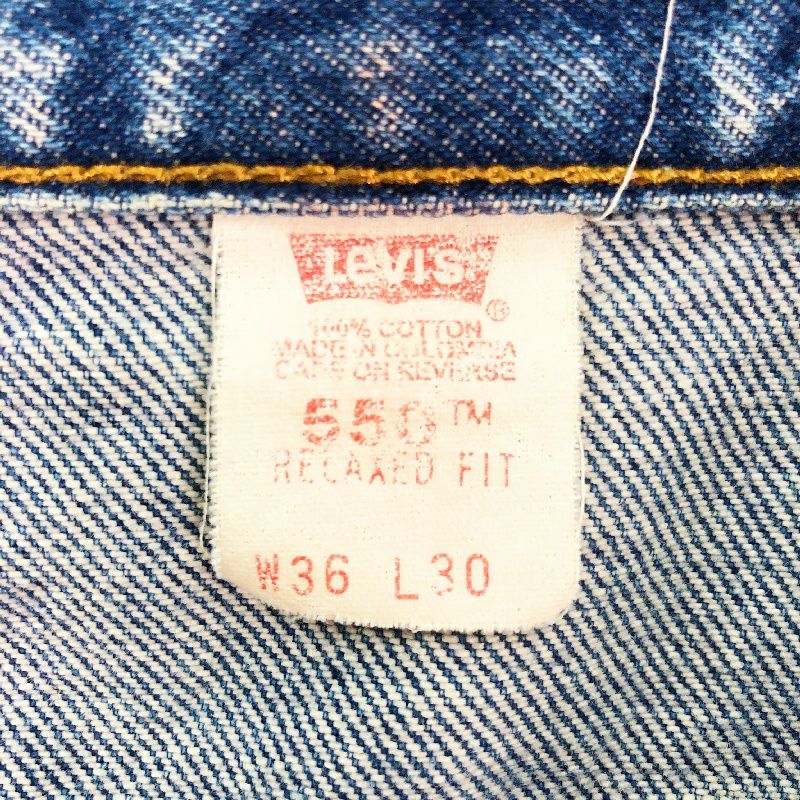 Levi's ®
100% COTTON
MADE IN COLOMBIA
CARE ON REVERSE
550™
RELAXED FIT
W36 L30